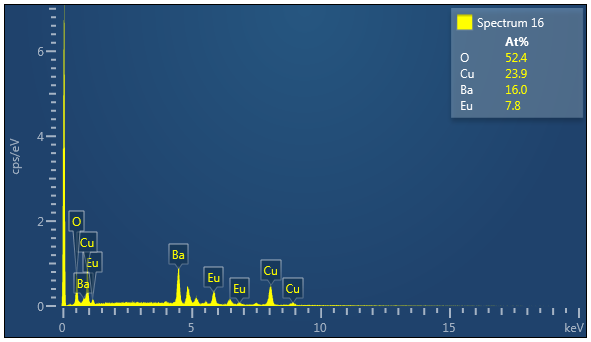 Spectrum 16
At%
O 52.4
Cu 23.9
Ba 16.0
Eu 7.8
cps/eV
6
4
2
0
O
Cu
Eu
Ba
Ba
Eu
Eu
Cu
Cu
0 5 10 15 keV